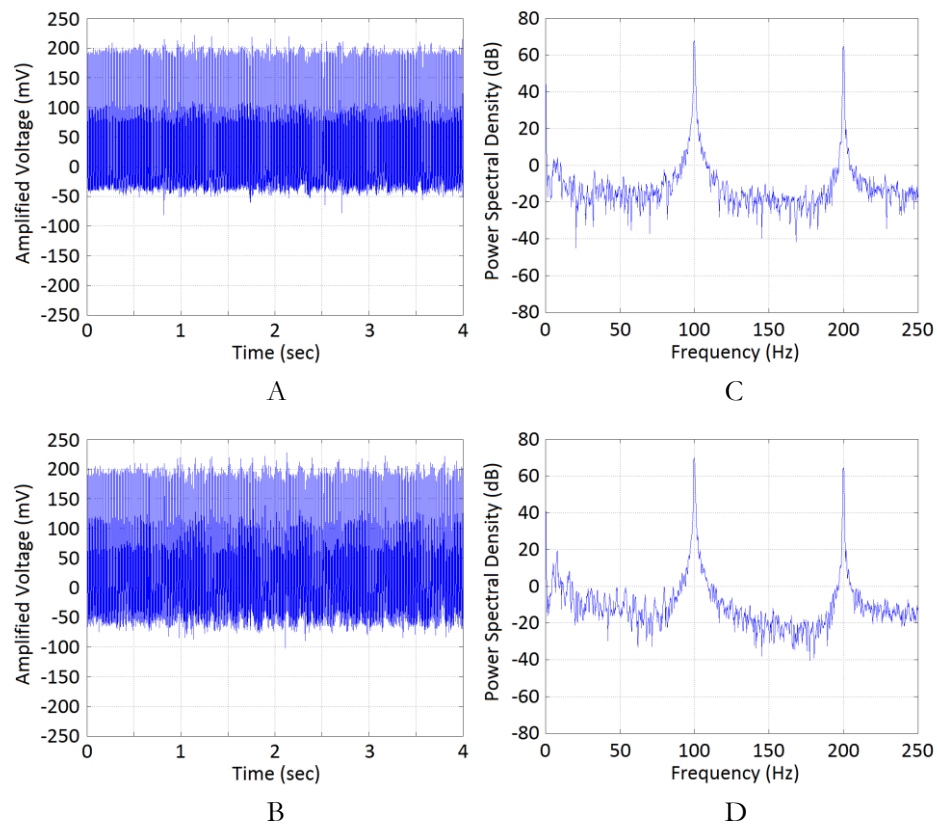 Amplified Voltage (mV)
250
200
150
100
50
0
-50
-100
-150
-200
-250
0 1 2 3 4
Time (sec)
A
Power Spectral Density (dB)
80
60
40
20
0
-20
-40
-60
-80
0 50 100 150 200 250
Frequency (Hz)
C
Amplified Voltage (mV)
250
200
150
100
50
0
-50
-100
-150
-200
-250
0 1 2 3 4
Time (sec)
B
Power Spectral Density (dB)
80
60
40
20
0
-20
-40
-60
-80
0 50 100 150 200 250
Frequency (Hz)
D